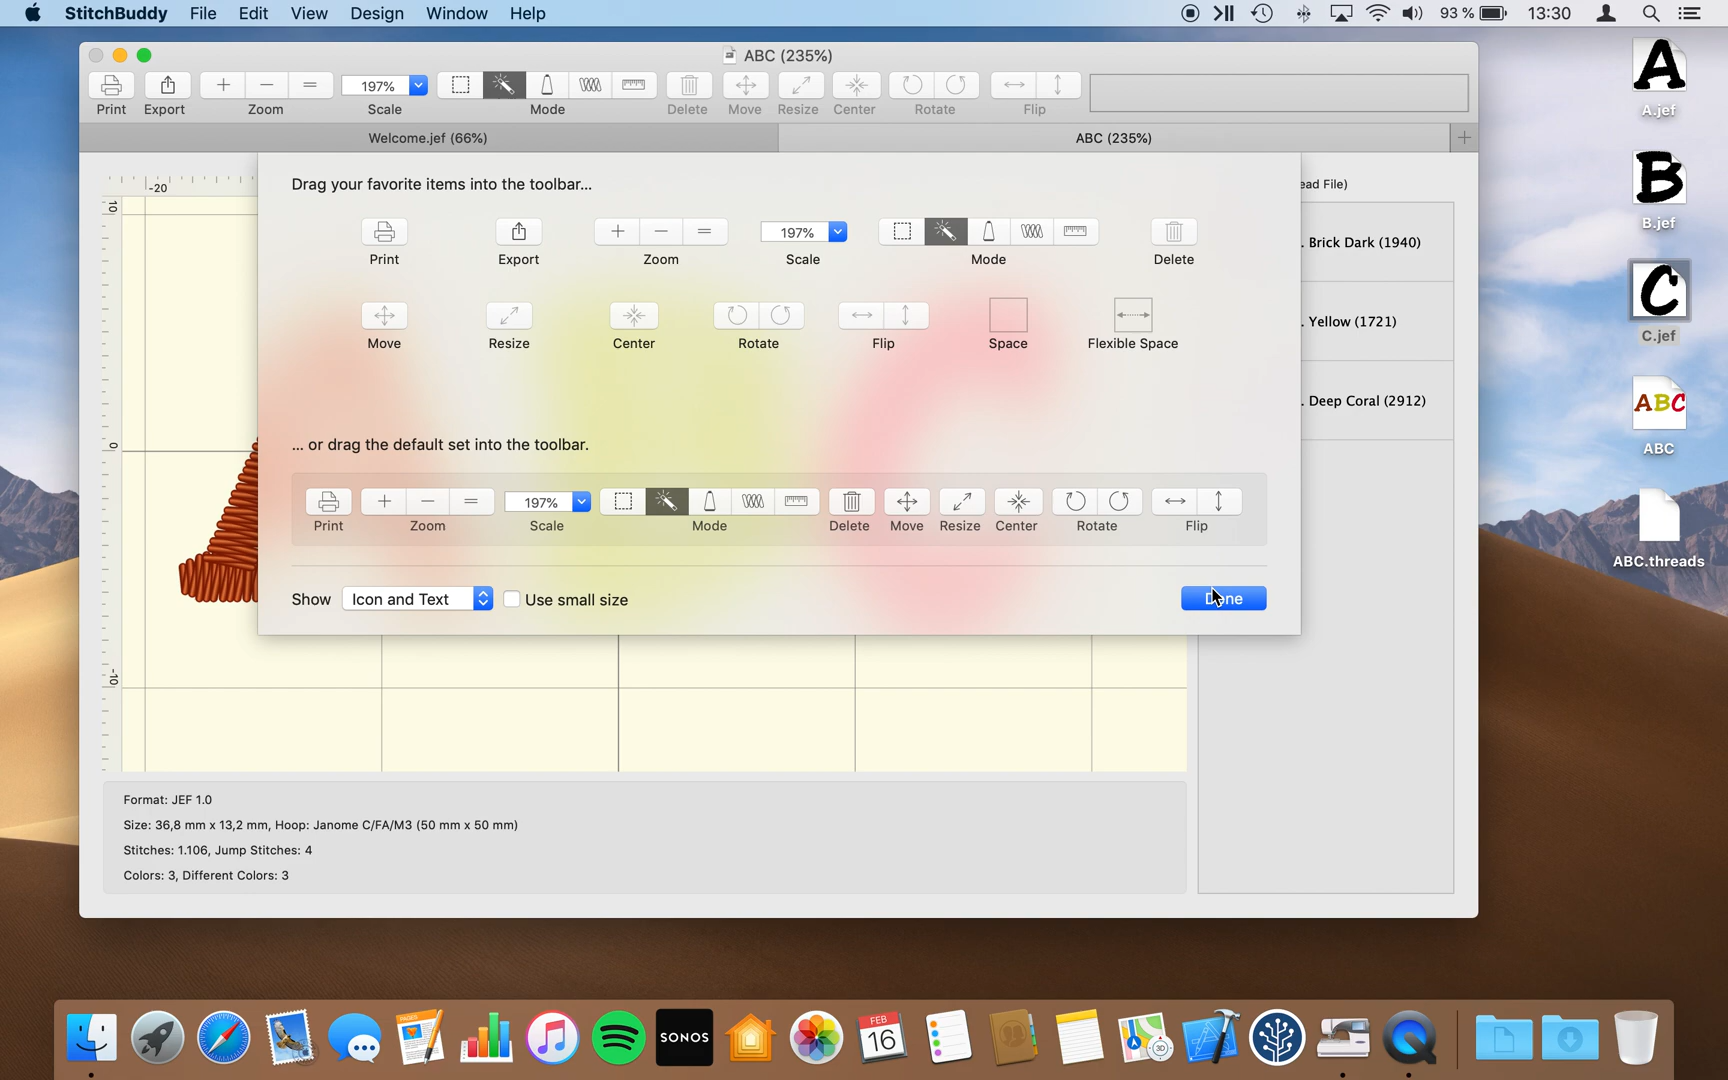 StitchBuddy File Edit View Design Window Help 93 % 13:30
ABC (235%)
197%
Print Export Zoom Scale Mode Delete Move Resize Center Rotate Flip
Welcome.jef (66%) ABC (235%)
-20
10
0
-10
Drag your favorite items into the toolbar...
197%
Print Export Zoom Scale Mode Delete
Move Resize Center Rotate Flip Space Flexible Space
... or drag the default set into the toolbar.
197%
Print Zoom Scale Mode Delete Move Resize Center Rotate Flip
Show Icon and Text Use small size Done
ead File)
. Brick Dark (1940)
. Yellow (1721)
. Deep Coral (2912)
Format: JEF 1.0
Size: 36,8 mm x 13,2 mm, Hoop: Janome C/FA/M3 (50 mm x 50 mm)
Stitches: 1.106, Jump Stitches: 4
Colors: 3, Different Colors: 3
A
A.jef
B
B.jef
C
C.jef
ABC
ABC
ABC.threads
PAGES
SONOS
FEB
16
3D